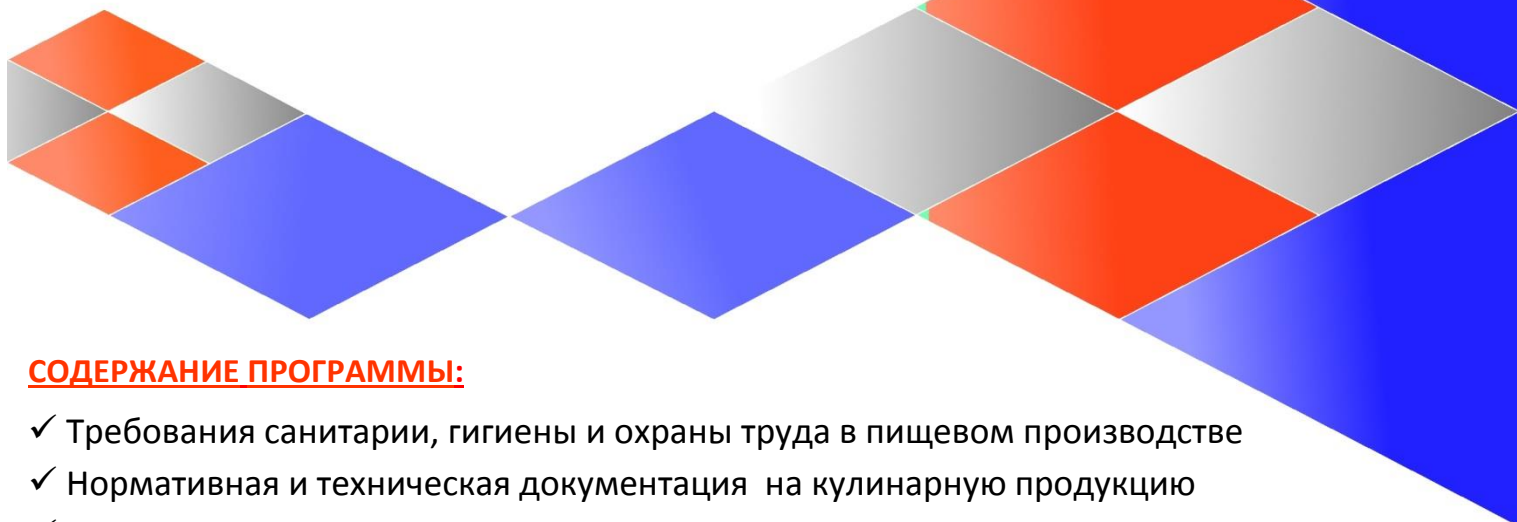 СОДЕРЖАНИЕ ПРОГРАММЫ:
✓ Требования санитарии, гигиены и охраны труда в пищевом производстве
✓ Нормативная и техническая документация на кулинарную продукцию